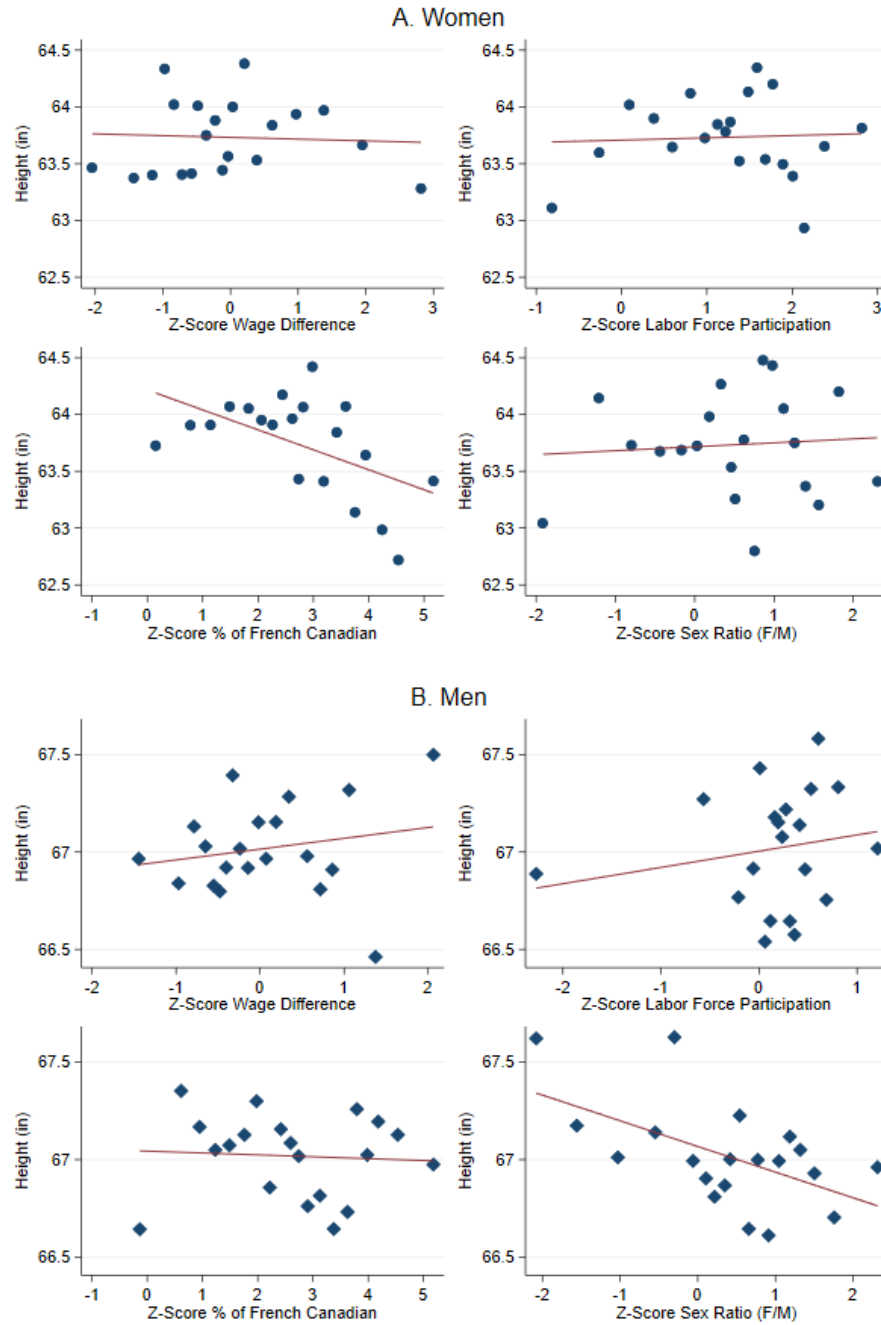 A. Women
64.5
64
63.5
63
62.5
Height (in)
-2 -1 0 1 2 3
Z-Score Wage Difference
64.5
64
63.5
63
62.5
Height (in)
-1 0 1 2 3
Z-Score Labor Force Participation
64.5
64
63.5
63
62.5
Height (in)
-1 0 1 2 3 4 5
Z-Score % of French Canadian
64.5
64
63.5
63
62.5
Height (in)
-2 -1 0 1 2
Z-Score Sex Ratio (F/M)
B. Men
67.5
67
66.5
Height (in)
-2 -1 0 1 2
Z-Score Wage Difference
67.5
67
66.5
Height (in)
-2 -1 0 1
Z-Score Labor Force Participation
67.5
67
66.5
Height (in)
-1 0 1 2 3 4 5
Z-Score % of French Canadian
67.5
67
66.5
Height (in)
-2 -1 0 1 2
Z-Score Sex Ratio (F/M)